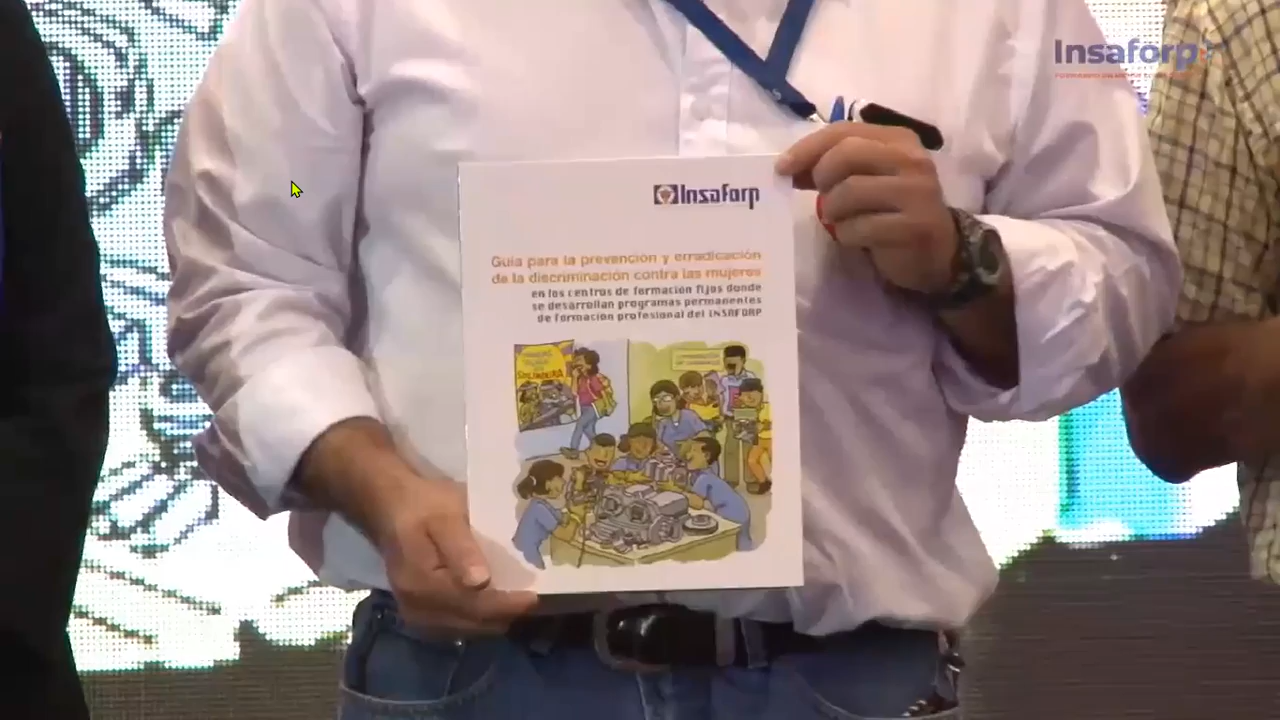 Insaforp
Insaforp
Guía para la prevención y erradicación
de la discriminación contra las mujeres
en los centros de formación fijos donde
se desarrollan programas permanentes
de formación profesional del INSAFORP
SOLDADURA